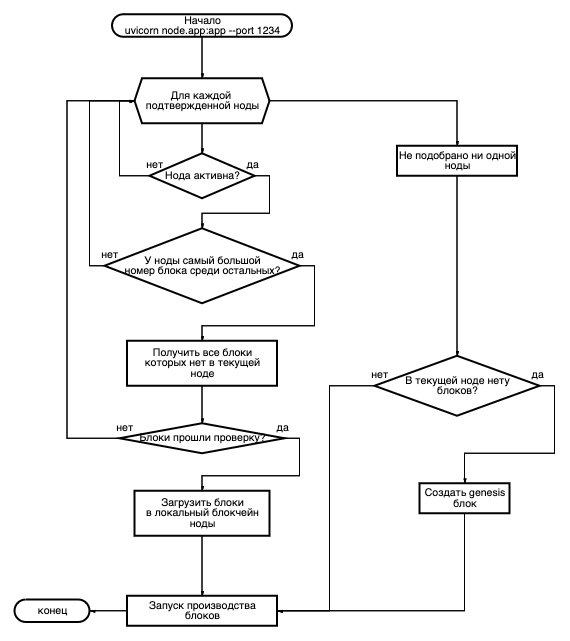 Начало
uvicorn node.app:app --port 1234
Для каждой
подтвержденной ноды
Не подобрано ни одной
ноды
нет
да
Нода активна?
нет
да
У ноды самый большой
номер блока среди остальных?
Получить все блоки
которых нет в текущей
ноде
нет
да
В текущей ноде нету
блоков?
нет
да
Блоки прошли проверку?
Загрузить блоки
в локальный блокчейн
ноды
Создать genesis
блок
конец
Запуск производства
блоков